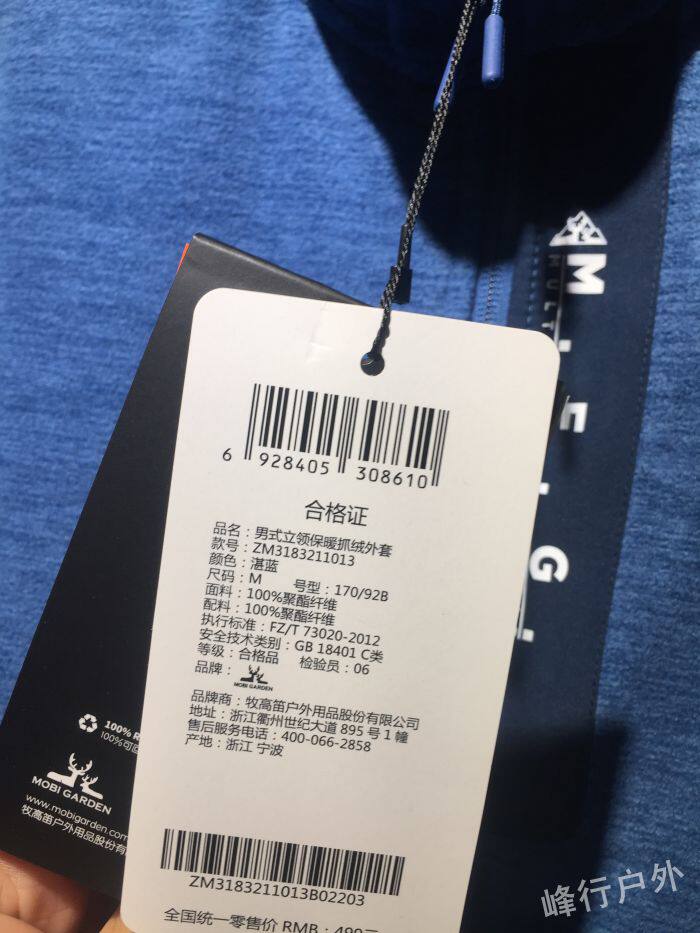 6 928405 308610
合格证
品名：男式立领保暖抓绒外套
款号：ZM3183211013
颜色：湛蓝
尺码：M 号型：170/92B
面料：100%聚酯纤维
配料：100%聚酯纤维
执行标准：FZ/T 73020-2012
安全技术类别：GB 18401 C类
等级：合格品 检验员：06
品牌：
MOBI GARDEN
品牌商：牧高笛户外用品股份有限公司
地址：浙江衢州世纪大道 895 号 1 幢
售后服务电话：400-066-2858
产地：浙江 宁波
ZM3183211013B02203
全国统一零售价 RMB：499元
100% R
100%可
MOBI GARDEN
www.mobigarden.com
牧高笛户外用品股份有
M
MULT
G
峰行户外